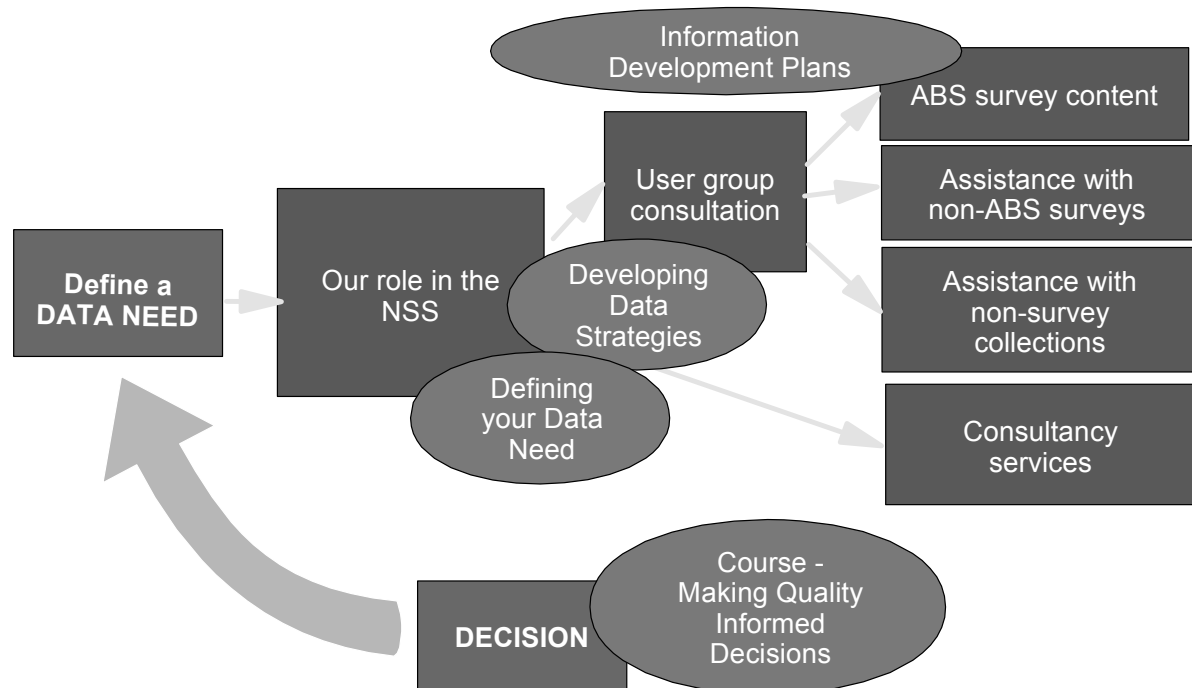 Information
Development Plans
ABS survey content
User group
consultation
Assistance with
non-ABS surveys
Define a
DATA NEED
Our role in the
NSS
Developing
Data
Strategies
Assistance with
non-survey
collections
Defining
your Data
Need
Consultancy
services
Course -
Making Quality
Informed
Decisions
DECISION